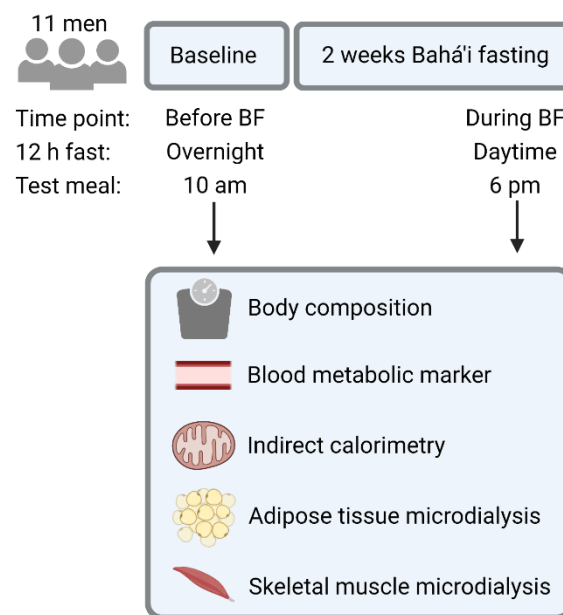 11 men
Baseline
2 weeks Bahá'i fasting
Time point: Before BF During BF
12 h fast: Overnight Daytime
Test meal: 10 am 6 pm
Body composition
Blood metabolic marker
Indirect calorimetry
Adipose tissue microdialysis
Skeletal muscle microdialysis